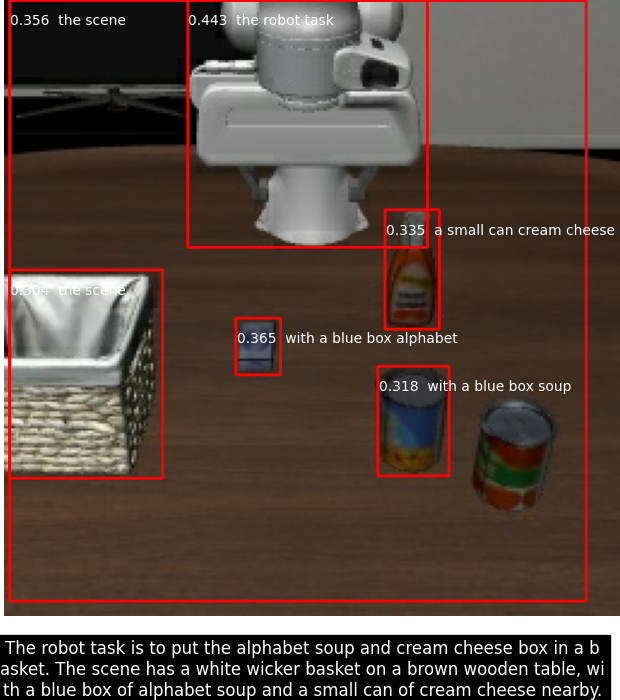 0.356 the scene
0.443 the robot task
0.335 a small can cream cheese
0.304 the scene
0.365 with a blue box alphabet
0.318 with a blue box soup
The robot task is to put the alphabet soup and cream cheese box in a b
asket. The scene has a white wicker basket on a brown wooden table, wi
th a blue box of alphabet soup and a small can of cream cheese nearby.